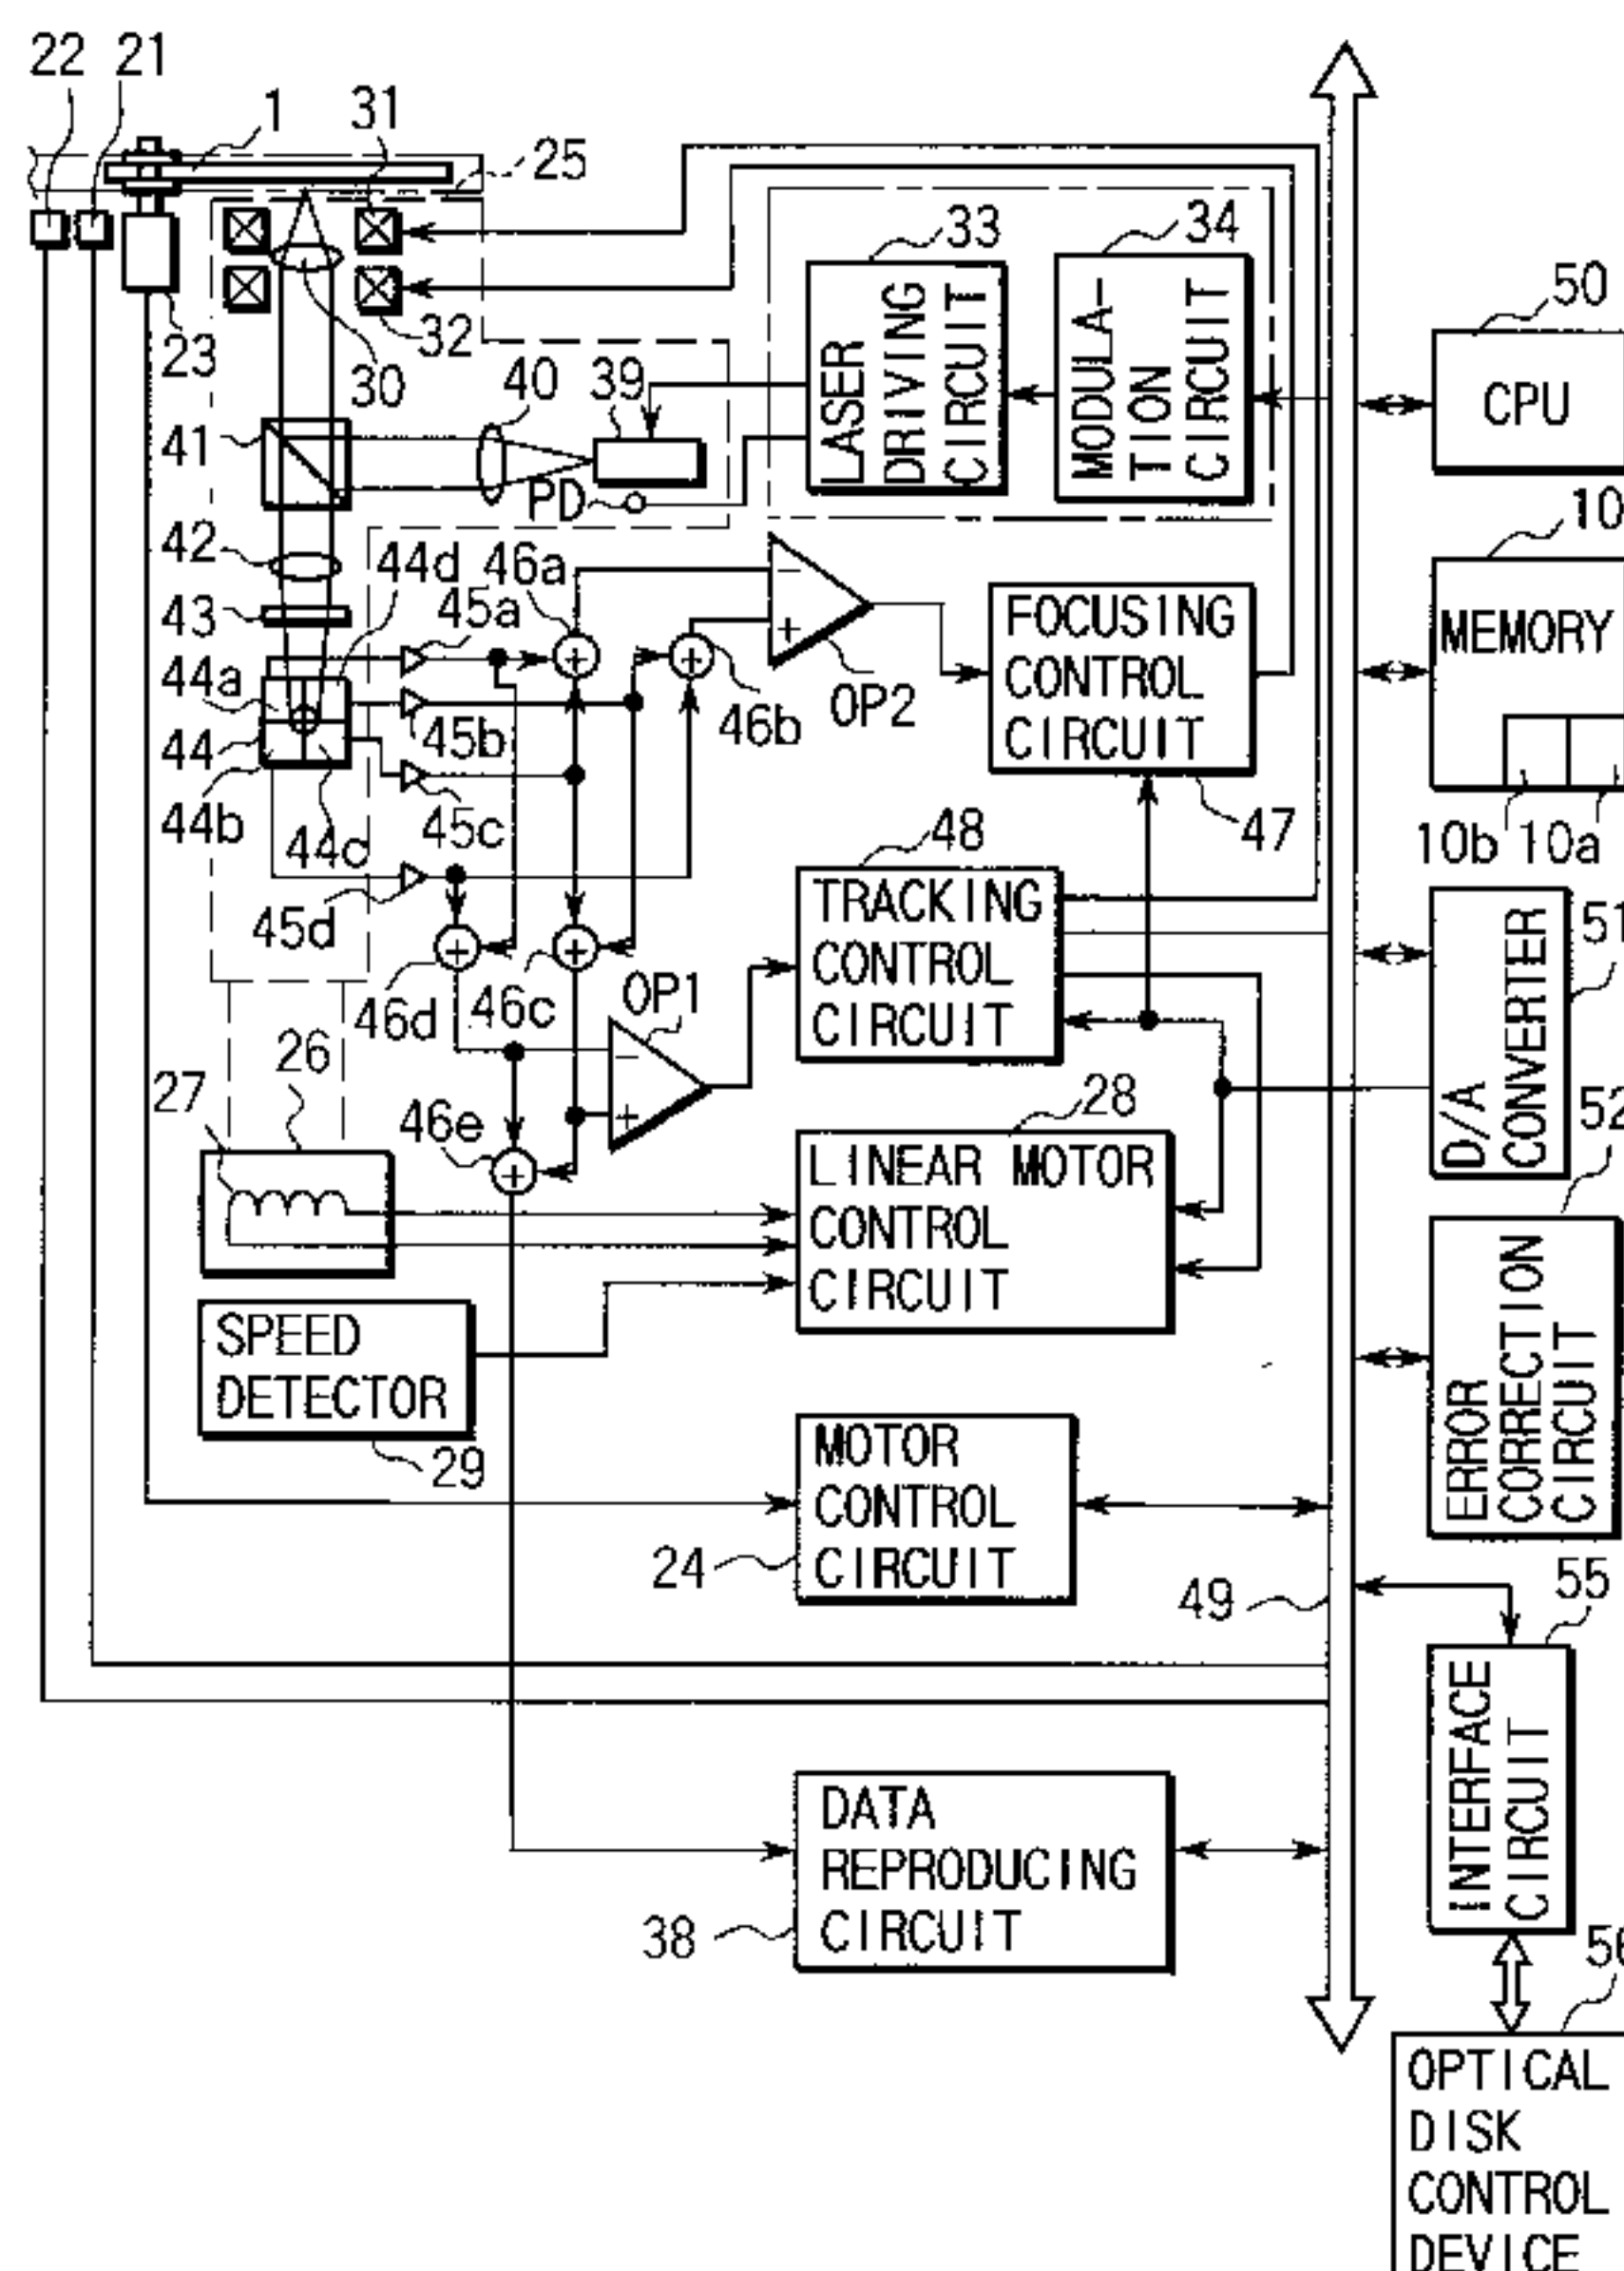 22 21
1 31
25
33 34
LASER
DRIVING
CIRCUIT
MODULA-
TION
CIRCUIT
50
CPU
23
32
30
40 39
41
PD
42
44d 46a
43
45a
44a
44
45b
46b
OP2
44b
44c
45c
45d
FOCUSING
CONTROL
CIRCUIT
47
10
MEMORY
10b 10a
48
TRACKING
CONTROL
CIRCUIT
51
D/A
CONVERTER
46d 46c
OP1
26
27
46e
28
LINEAR MOTOR
CONTROL
CIRCUIT
52
ERROR
CORRECTION
CIRCUIT
SPEED
DETECTOR
29
MOTOR
CONTROL
CIRCUIT
24
49
55
INTERFACE
CIRCUIT
DATA
REPRODUCING
CIRCUIT
38
56
OPTICAL
DISK
CONTROL
DEVICE
- + - +
+ + + + +